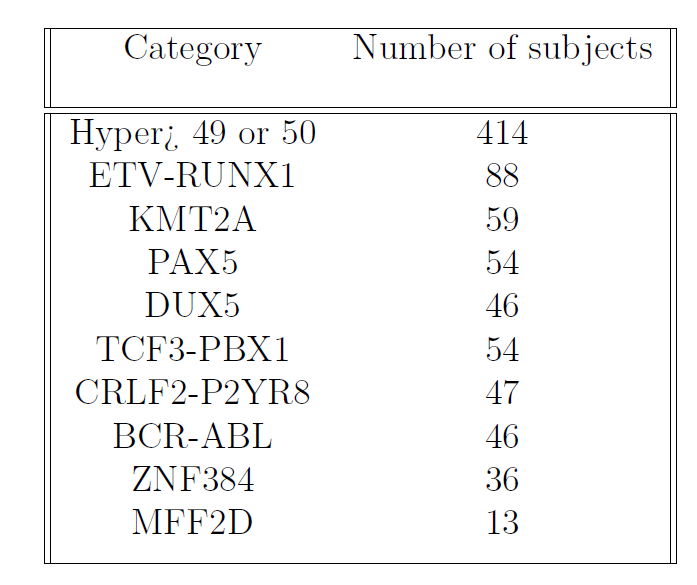 Category Number of subjects
Hyper¿ 49 or 50 414
ETV-RUNX1 88
KMT2A 59
PAX5 54
DUX5 46
TCF3-PBX1 54
CRLF2-P2YR8 47
BCR-ABL 46
ZNF384 36
MFF2D 13